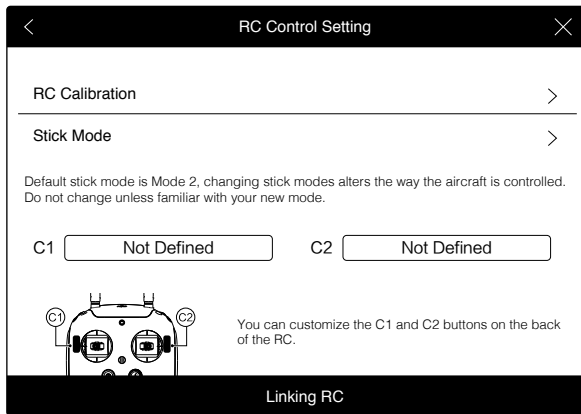 RC Control Setting
RC Calibration
Stick Mode
Default stick mode is Mode 2, changing stick modes alters the way the aircraft is controlled.
Do not change unless familiar with your new mode.
C1 Not Defined C2 Not Defined
C1 C2
You can customize the C1 and C2 buttons on the back
of the RC.
Linking RC